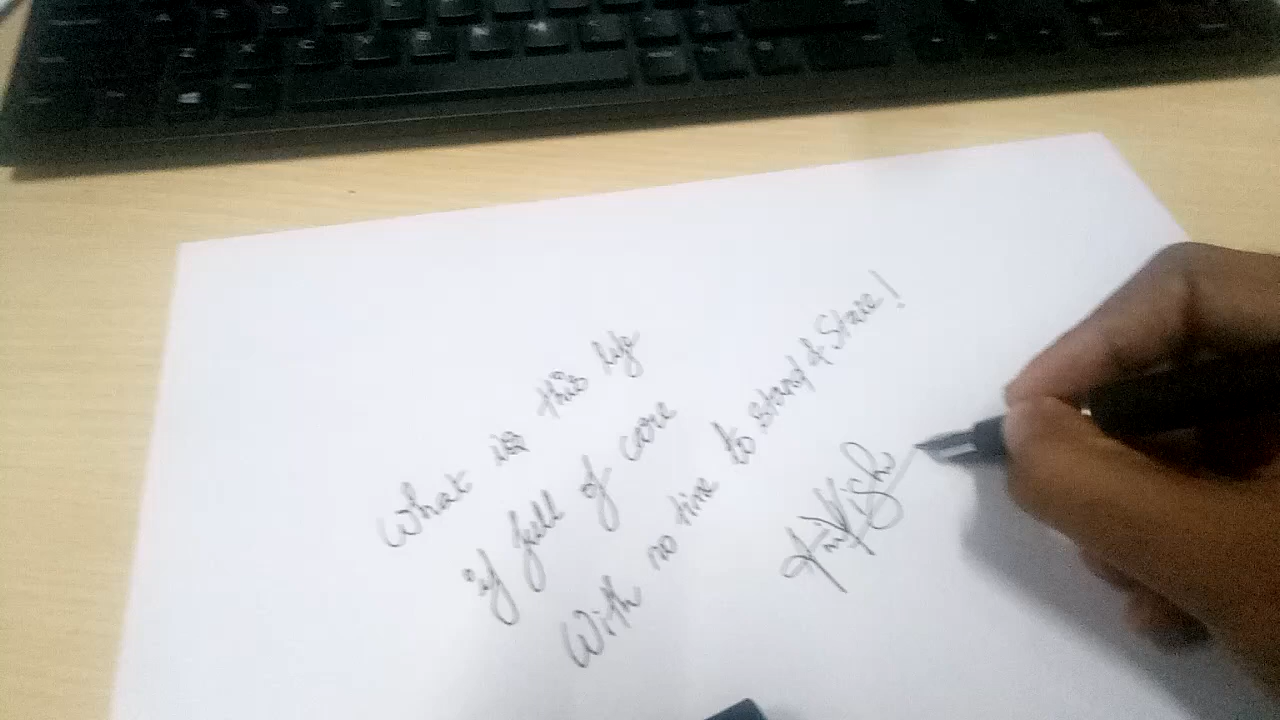 What is this life
if full of care
With no time to stand & Stare!